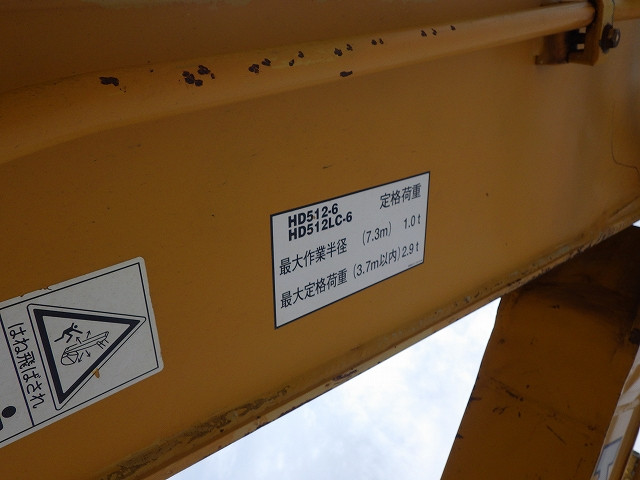 HD512-6
HD512LC-6
定格荷重
最大作業半径 (7.3m) 1.0t
最大定格荷重 (3.7m以内) 2.9t
はね飛ばされ